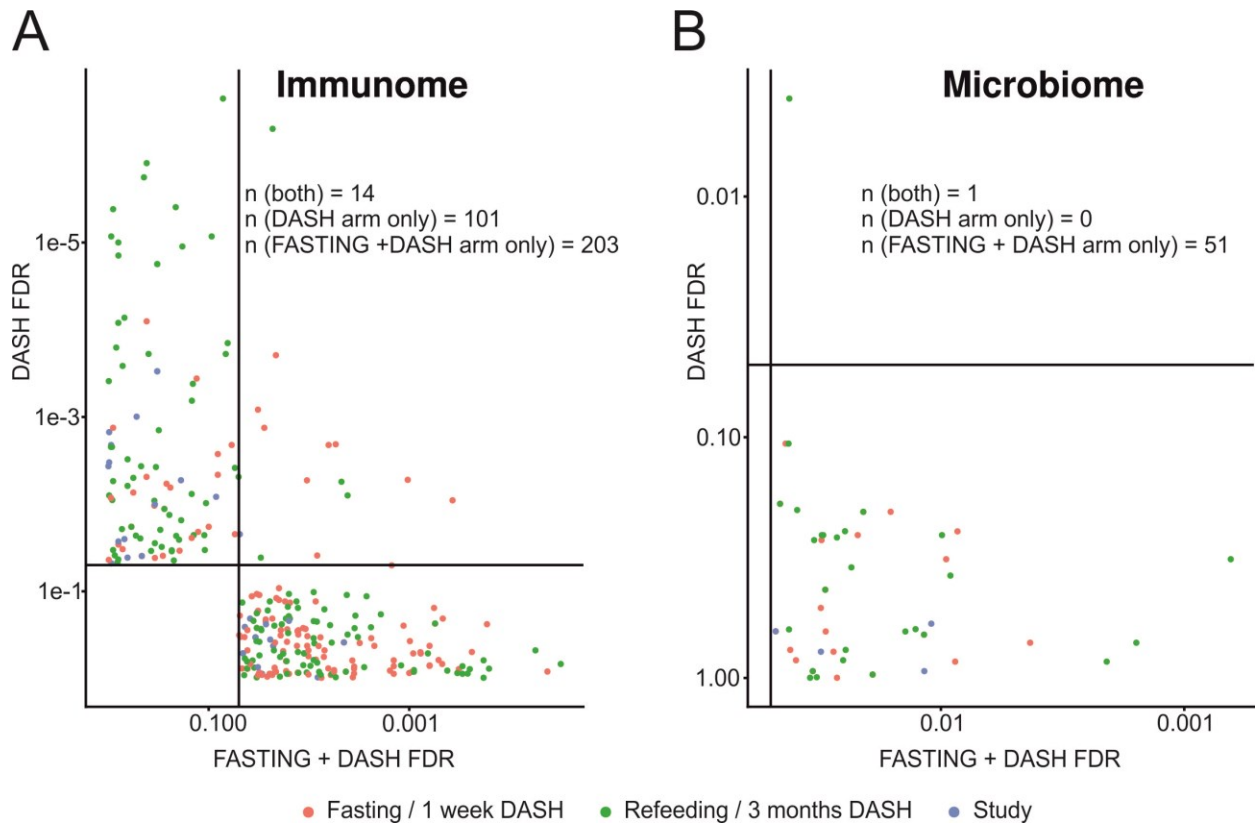 A
Immunome
n (both) = 14
n (DASH arm only) = 101
n (FASTING +DASH arm only) = 203
DASH FDR
1e-5
1e-3
1e-1
0.100
0.001
FASTING + DASH FDR
B
Microbiome
n (both) = 1
n (DASH arm only) = 0
n (FASTING + DASH arm only) = 51
DASH FDR
0.01
0.10
1.00
0.01
0.001
FASTING + DASH FDR
Fasting / 1 week DASH
Refeeding / 3 months DASH
Study